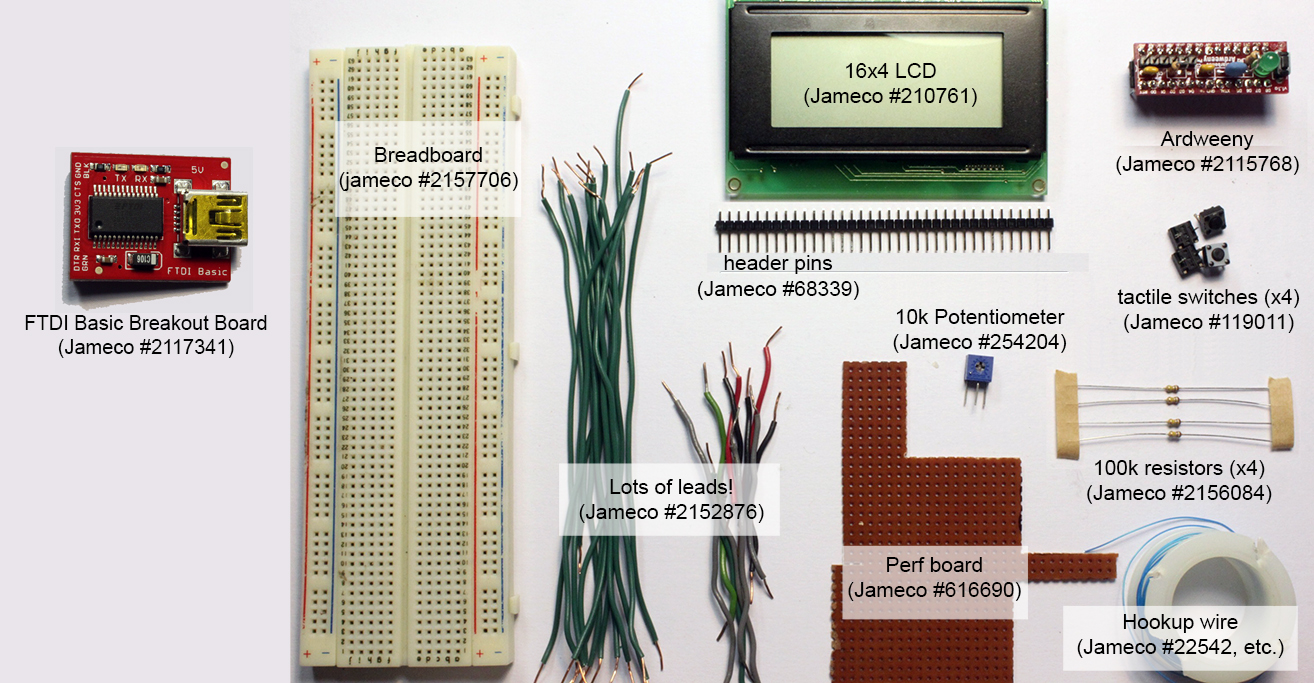 5V
TX RX
DTR RXI TXO 3V3 CTS GND
GRN
BLK
C106
FTDI Basic
FTDI Basic Breakout Board
(Jameco #2117341)
Breadboard
(jameco #2157706)
Lots of leads!
(Jameco #2152876)
16x4 LCD
(Jameco #210761)
header pins
(Jameco #68339)
10k Potentiometer
(Jameco #254204)
Perf board
(Jameco #616690)
Ardweeny
Ardweeny
(Jameco #2115768)
tactile switches (x4)
(Jameco #119011)
100k resistors (x4)
(Jameco #2156084)
Hookup wire
(Jameco #22542, etc.)